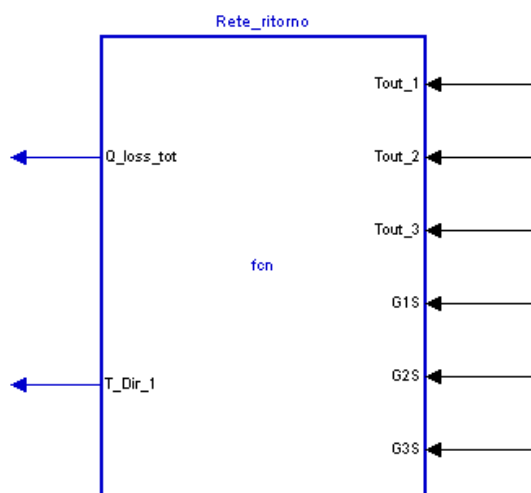 Rete_ritorno
Tout_1
Q_loss_tot
Tout_2
Tout_3
fcn
G1S
T_Dir_1
G2S
G3S